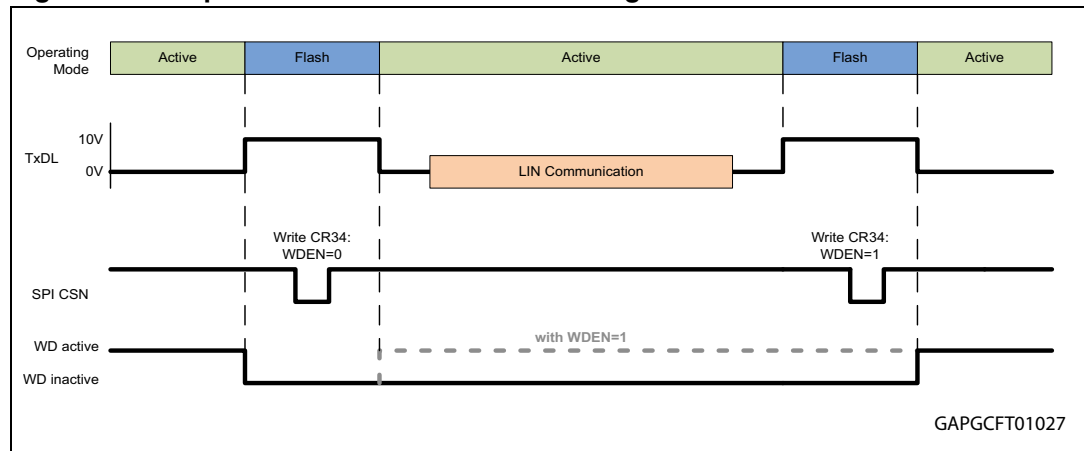 Operating Mode
Active
Flash
Active
Flash
Active
TxDL
10V
0V
LIN Communication
Write CR34:
WDEN=0
Write CR34:
WDEN=1
SPI CSN
with WDEN=1
WD active
WD inactive
GAPGCFT01027